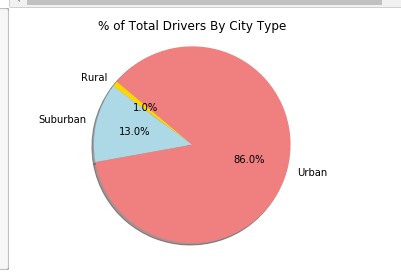 % of Total Drivers By City Type
Rural
1.0%
Suburban
13.0%
86.0%
Urban